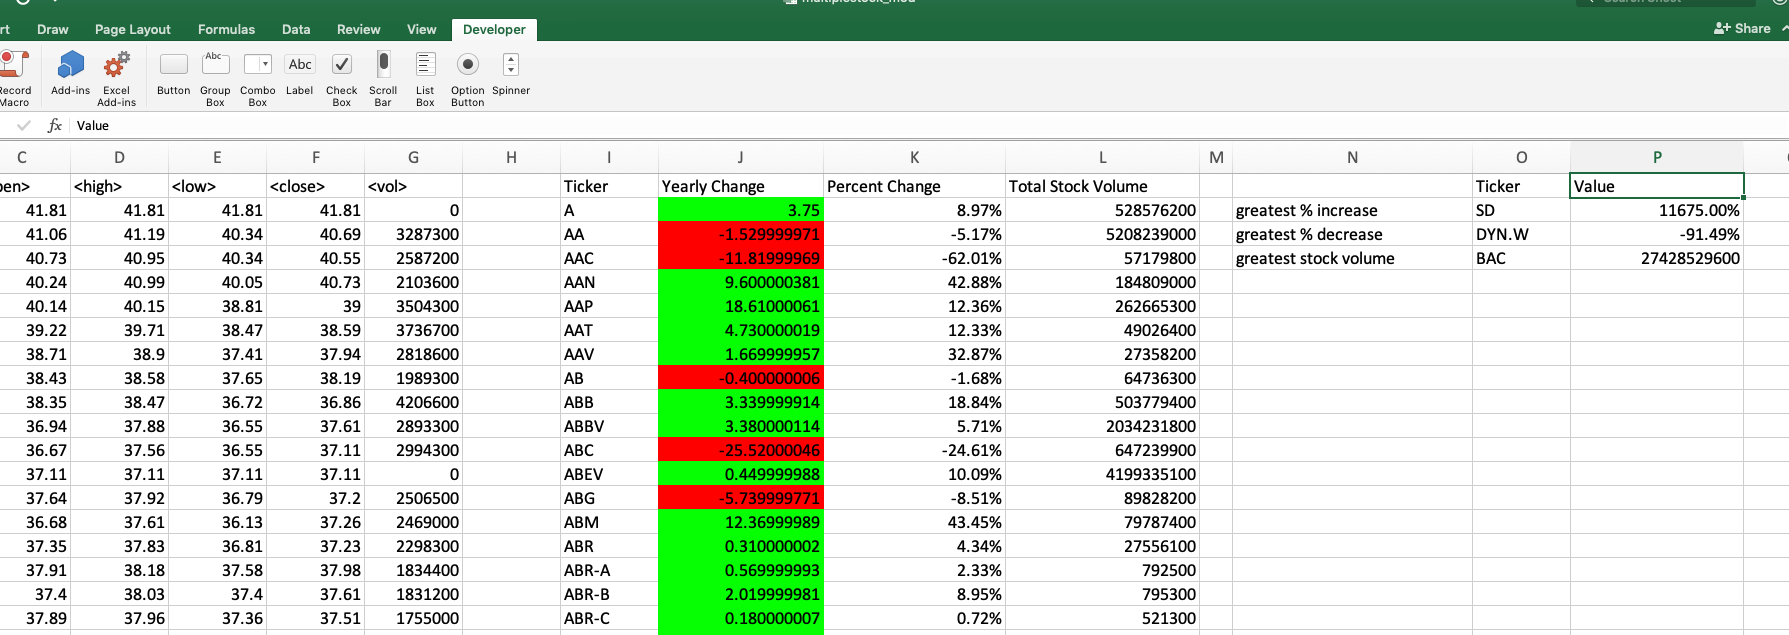 rt Draw Page Layout Formulas Data Review View Developer Share
Record Macro Add-ins Excel Add-ins Button Abc Group Box Combo Box Abc Label Check Box Scroll Bar List Box Option Button Spinner
fx Value
C D E F G H I J K L M N O P
en> <high> <low> <close> <vol> Ticker Yearly Change Percent Change Total Stock Volume Ticker Value
41.81 41.81 41.81 41.81 0 A 3.75 8.97% 528576200 greatest % increase SD 11675.00%
41.06 41.19 40.34 40.69 3287300 AA -1.529999971 -5.17% 5208239000 greatest % decrease DYN.W -91.49%
40.73 40.95 40.34 40.55 2587200 AAC -11.81999969 -62.01% 57179800 greatest stock volume BAC 27428529600
40.24 40.99 40.05 40.73 2103600 AAN 9.600000381 42.88% 184809000
40.14 40.15 38.81 39 3504300 AAP 18.61000061 12.36% 262665300
39.22 39.71 38.47 38.59 3736700 AAT 4.730000019 12.33% 49026400
38.71 38.9 37.41 37.94 2818600 AAV 1.669999957 32.87% 27358200
38.43 38.58 37.65 38.19 1989300 AB -0.400000006 -1.68% 64736300
38.35 38.47 36.72 36.86 4206600 ABB 3.339999914 18.84% 503779400
36.94 37.88 36.55 37.61 2893300 ABBV 3.380000114 5.71% 2034231800
36.67 37.56 36.55 37.11 2994300 ABC -25.52000046 -24.61% 647239900
37.11 37.11 37.11 37.11 0 ABEV 0.449999988 10.09% 4199335100
37.64 37.92 36.79 37.2 2506500 ABG -5.739999771 -8.51% 89828200
36.68 37.61 36.13 37.26 2469000 ABM 12.36999989 43.45% 79787400
37.35 37.83 36.81 37.23 2298300 ABR 0.310000002 4.34% 27556100
37.91 38.18 37.58 37.98 1834400 ABR-A 0.569999993 2.33% 792500
37.4 38.03 37.4 37.61 1831200 ABR-B 2.019999981 8.95% 795300
37.89 37.96 37.36 37.51 1755000 ABR-C 0.180000007 0.72% 521300